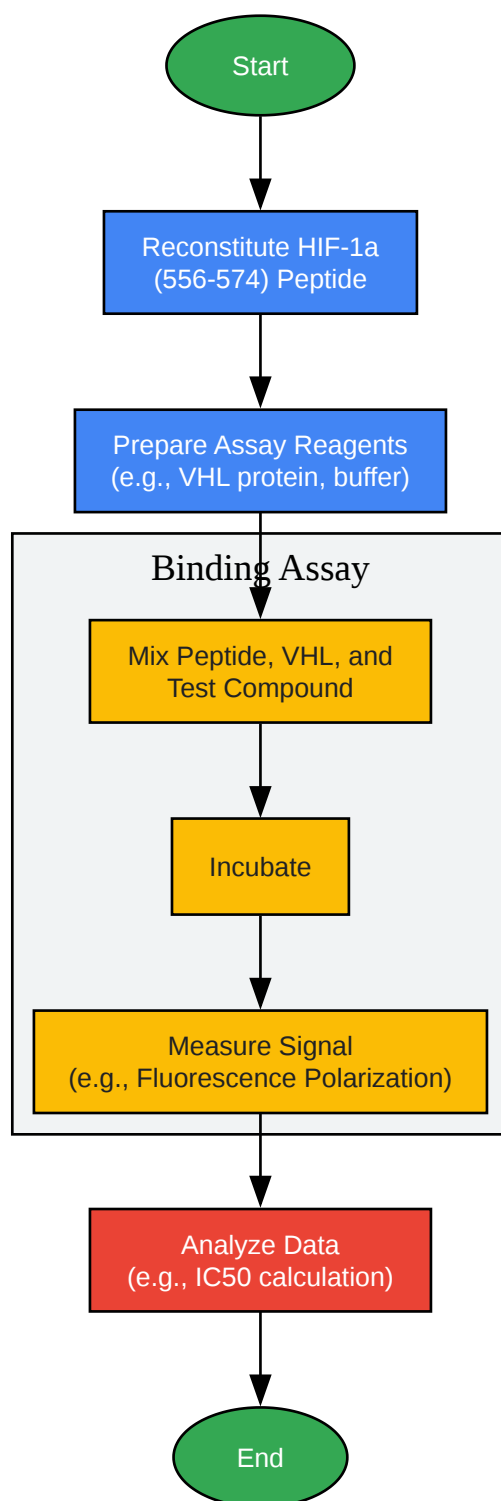 Start
Reconstitute HIF-1a
(556-574) Peptide
Prepare Assay Reagents
(e.g., VHL protein, buffer)
Binding Assay
Mix Peptide, VHL, and
Test Compound
Incubate
Measure Signal
(e.g., Fluorescence Polarization)
Analyze Data
(e.g., IC50 calculation)
End